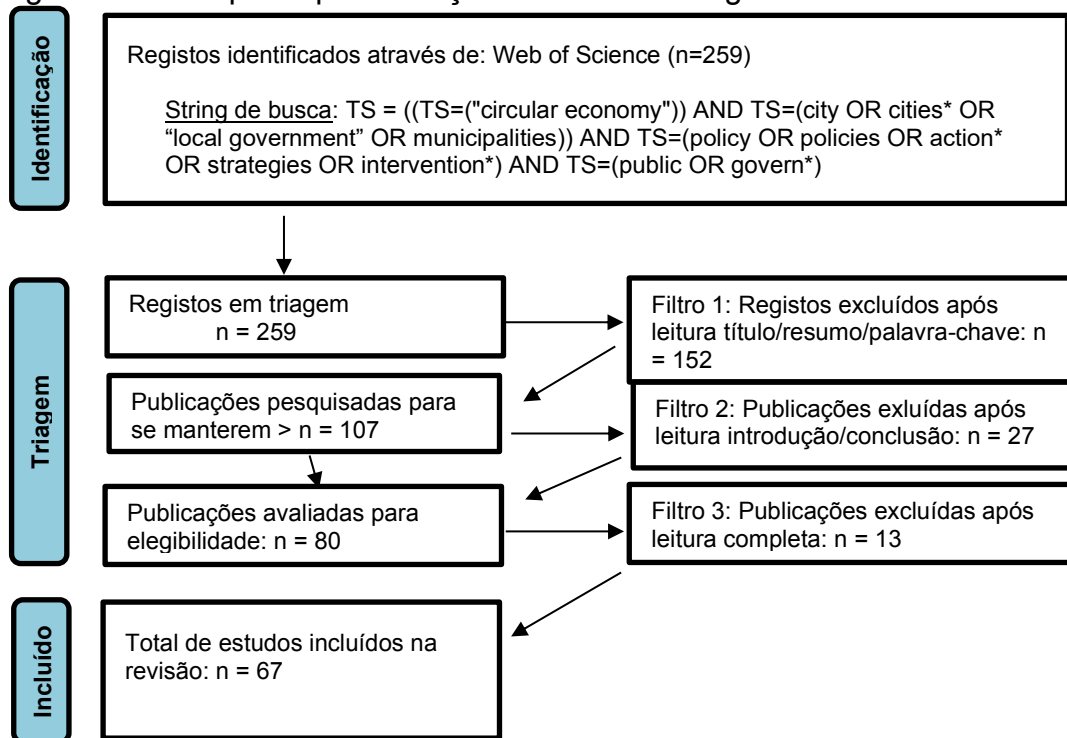 Identificação
Registos identificados através de: Web of Science (n=259)
String de busca: TS = ((TS=("circular economy")) AND TS=(city OR cities* OR
“local government” OR municipalities)) AND TS=(policy OR policies OR action*
OR strategies OR intervention*) AND TS=(public OR govern*)
Triagem
Registos em triagem
n = 259
Filtro 1: Registos excluídos após
leitura título/resumo/palavra-chave: n
= 152
Publicações pesquisadas para
se manterem > n = 107
Filtro 2: Publicações exluídas após
leitura introdução/conclusão: n = 27
Publicações avaliadas para
elegibilidade: n = 80
Filtro 3: Publicações excluídas após
leitura completa: n = 13
Incluído
Total de estudos incluídos na
revisão: n = 67